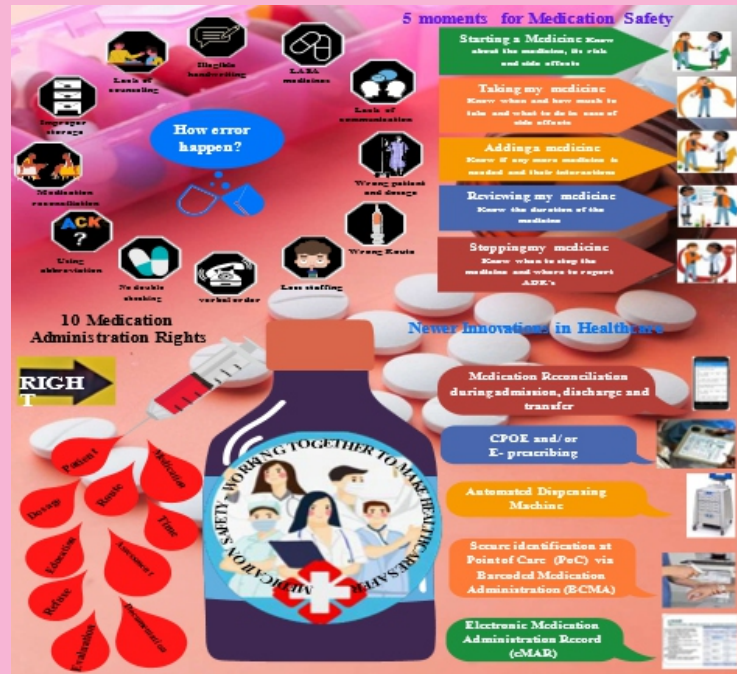 5 moments for Medication Safety
Starting a Medicine Know
about the medicine, its risk
and side effects
Taking my medicine
Know when and how much to
take and what to do in case of
side effects
Adding a medicine
Know if any more medicine is
needed and their interactions
Reviewing my medicine
Know the duration of the
medicine
Stopping my medicine
Know when to stop the
medicine and where to report
ADR's
How error
happen?
Lack of
counseling
Illegible
handwriting
LASA
medicines
Lack of
communication
Wrong patient
and dosage
Wrong Route
Less staffing
verbal order
No double
checking
ACK
?
Using
abbreviation
Medication
reconciliation
Improper
storage
10 Medication
Administration Rights
RIGH
T
Patient
Medication
Dosage
Route
Time
Education
Assessment
Refuse
Evaluation
Documentation
MEDICATION SAFETY- WORKING TOGETHER TO MAKE HEALTHCARE SAFER
Newer Innovations in Healthcare
Medication Reconciliation
during admission, discharge and
transfer
CPOE and/or
E- prescribing
Automated Dispensing
Machine
Secure identification at
Point of Care (PoC) via
Barcoded Medication
Administration (BCMA)
Electronic Medication
Administration Record
(eMAR)